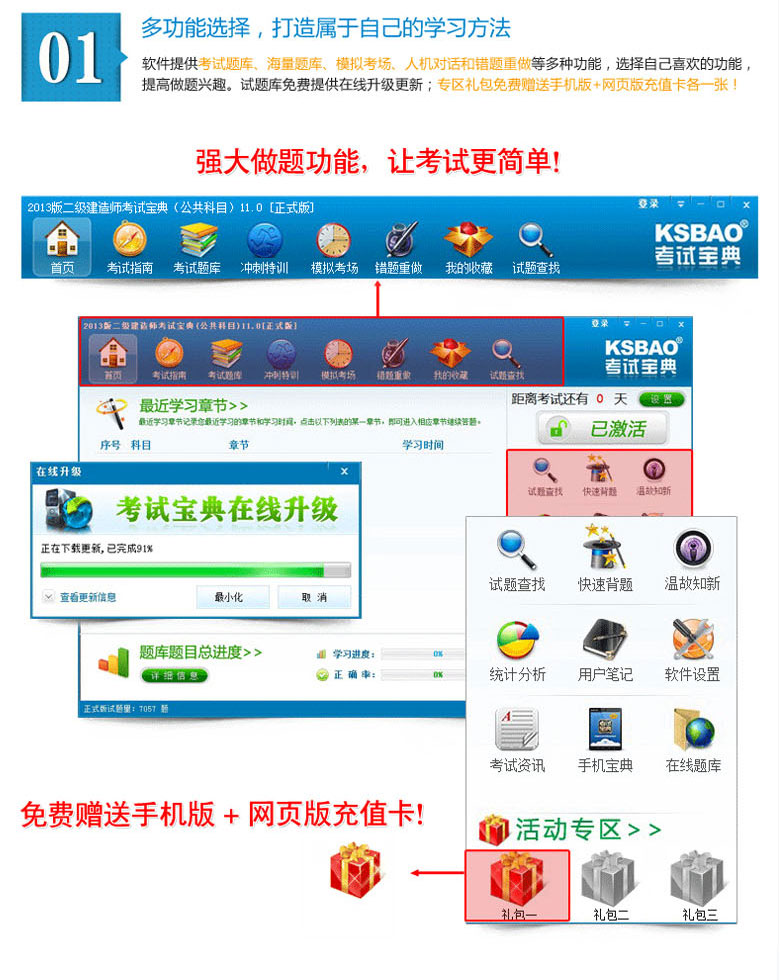 01
多功能选择，打造属于自己的学习方法
软件提供考试题库、海量题库、模拟考场、人机对话和错题重做等多种功能，选择自己喜欢的功能，
提高做题兴趣。试题库免费提供在线升级更新；专区礼包免费赠送手机版+网页版充值卡各一张！
强大做题功能，让考试更简单!
2013版二级建造师考试宝典（公共科目）11.0 [正式版]
登录
首页 考试指南 考试题库 冲刺特训 模拟考场 错题重做 我的收藏 试题查找
KSBAO®
考试宝典
2013版二级建造师考试宝典(公共科目)11.0[正式版]
登录
首页 考试指南 考试题库 冲刺特训 模拟考场 错题重做 我的收藏 试题查找
KSBAO®
考试宝典
最近学习章节>>
最近学习章节记录您最近学习的章节和学习时间，点击以下列表的某一章节，即可进入相应章节继续答题。
序号 科目 章节 学习时间
距离考试还有 0 天 设置
已激活
试题查找 快速背题 温故知新
在线升级 x
考试宝典在线升级
正在下载更新,已完成91%
查看更新信息 最小化 取 消
题库题目总进度>>
详细信息
学习进度: 0%
正 确 率: 0%
正式版试题量: 7057 题
试题查找 快速背题 温故知新
统计分析 用户笔记 软件设置
考试资讯 手机宝典 在线题库
活动专区>>
礼包一 礼包二 礼包三
免费赠送手机版 + 网页版充值卡!